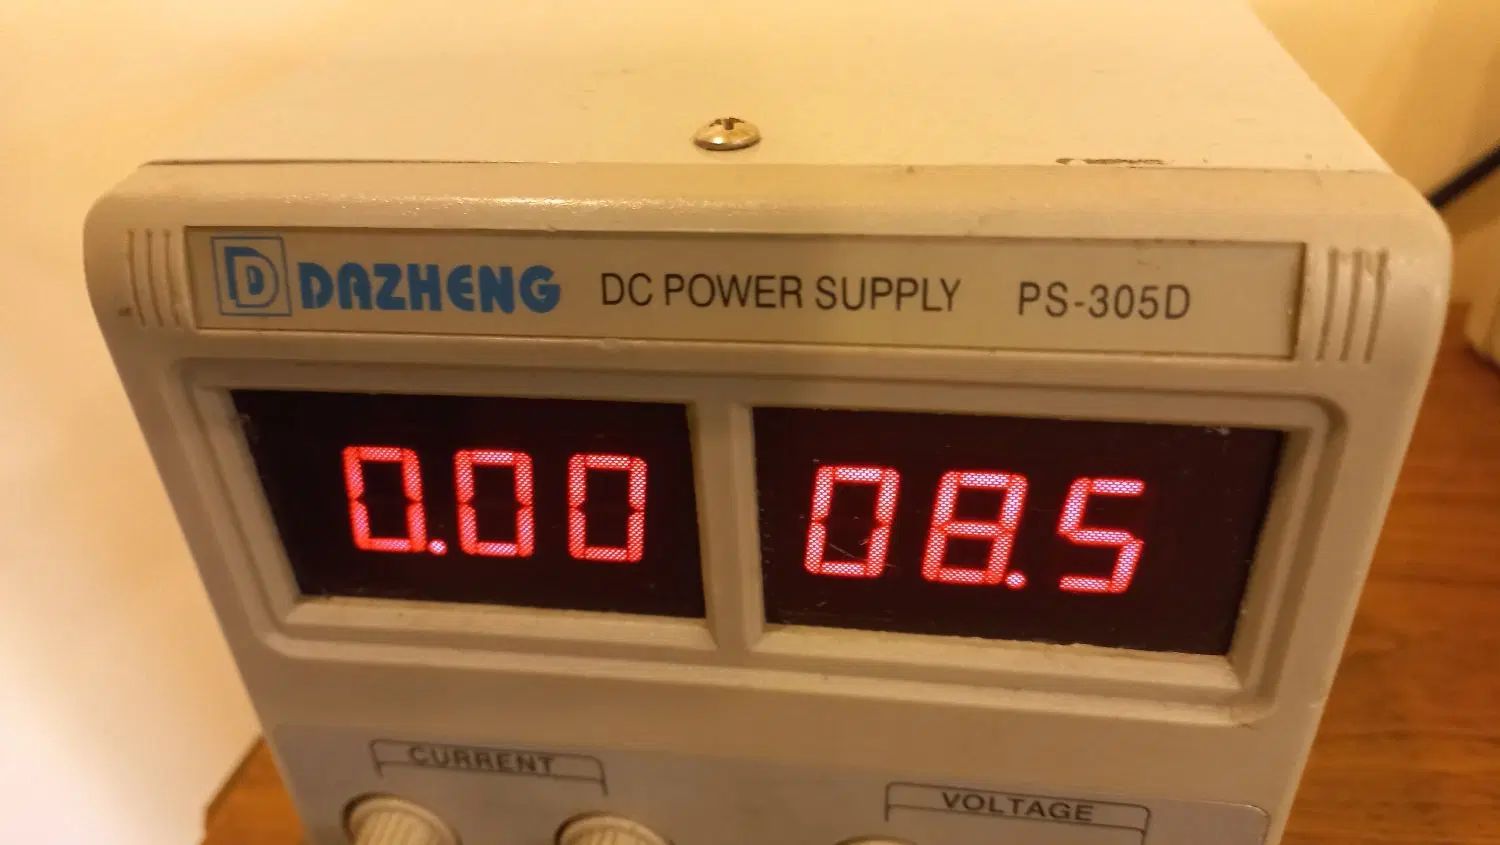 D DAZHENG DC POWER SUPPLY PS-305D
0.00 08.5
CURRENT VOLTAGE